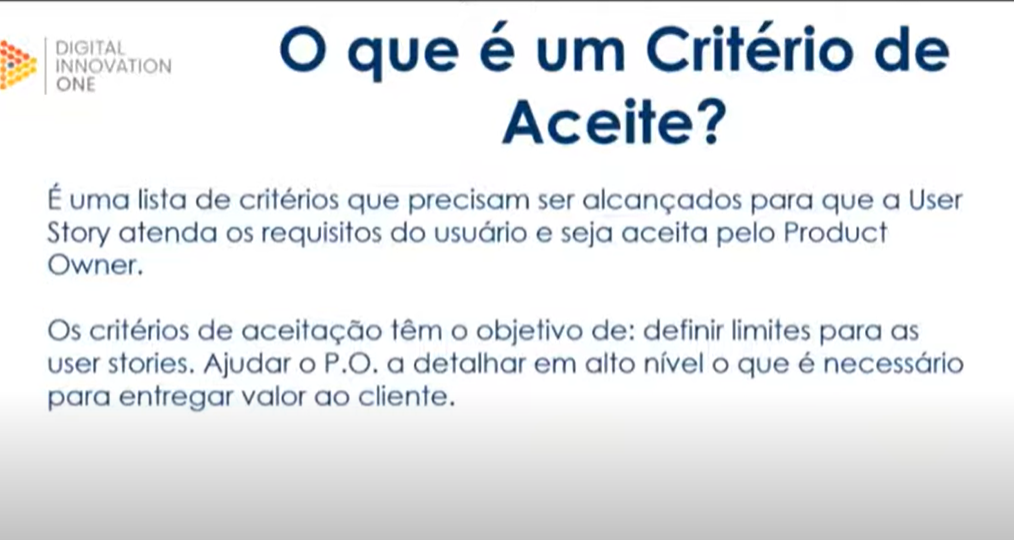 DIGITAL
INNOVATION
ONE
O que é um Critério de
Aceite?
É uma lista de critérios que precisam ser alcançados para que a User
Story atenda os requisitos do usuário e seja aceita pelo Product
Owner.
Os critérios de aceitação têm o objetivo de: definir limites para as
user stories. Ajudar o P.O. a detalhar em alto nível o que é necessário
para entregar valor ao cliente.